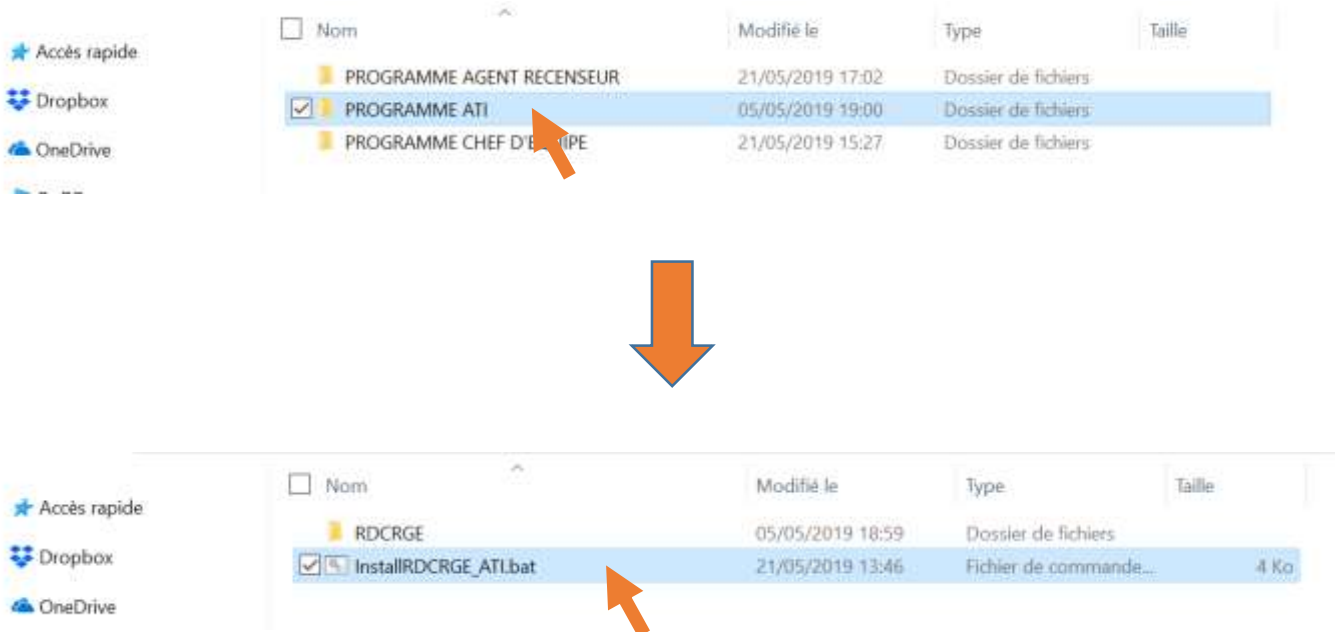 Nom Modifié le Type Taille
Accès rapide
PROGRAMME AGENT RECENSEUR 21/05/2019 17:02 Dossier de fichiers
Dropbox
PROGRAMME ATI 05/05/2019 19:00 Dossier de fichiers
OneDrive
PROGRAMME CHEF D'E IPE 21/05/2019 15:27 Dossier de fichiers
Nom Modifié le Type Taille
Accès rapide
RDCRGE 05/05/2019 18:59 Dossier de fichiers
Dropbox
InstallRDCRGE_ATI.bat 21/05/2019 13:46 Fichier de commande... 4 Ko
OneDrive